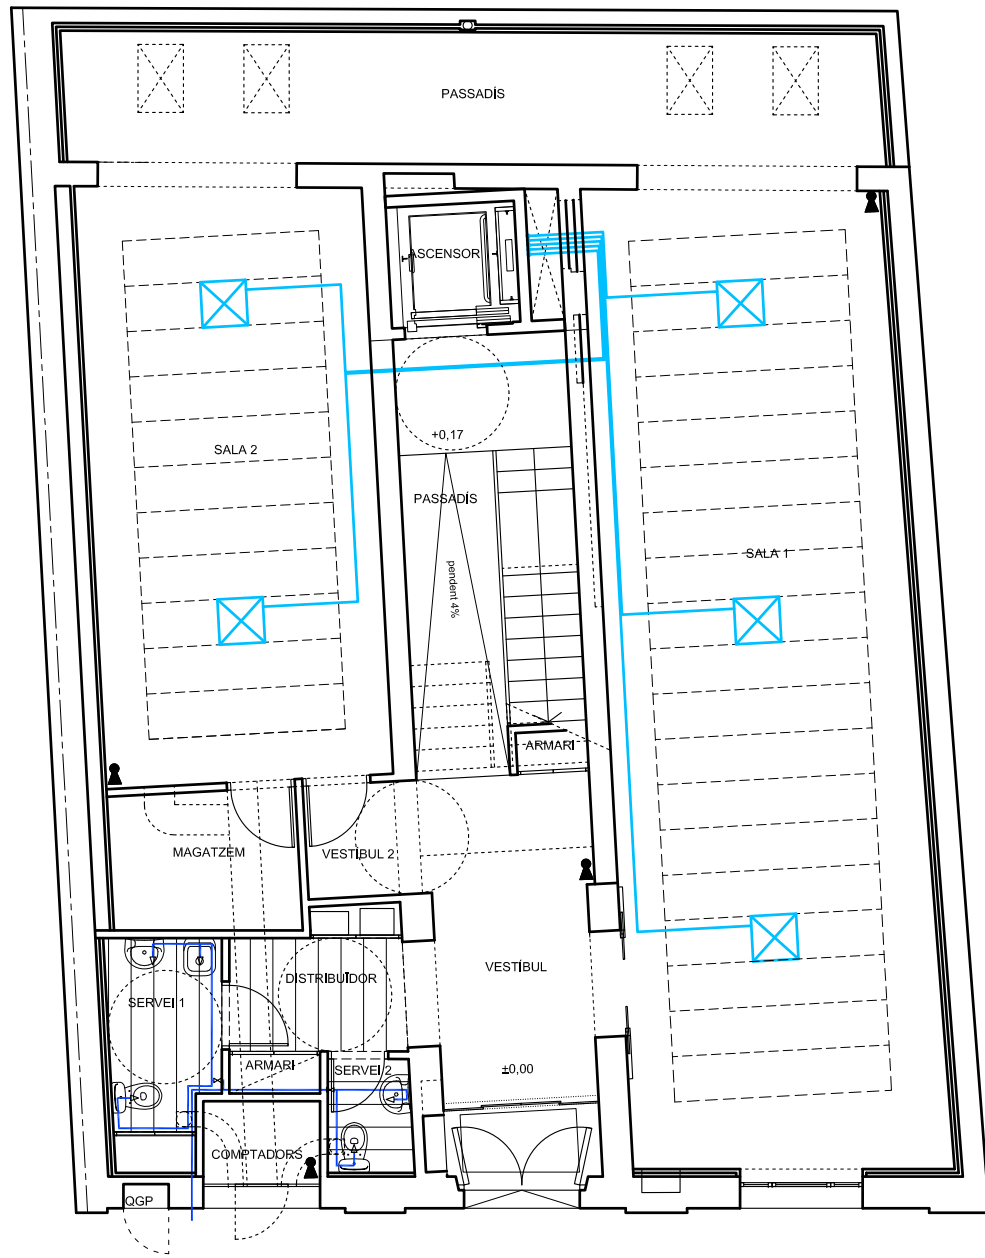 PASSADÍS
ASCENSOR
+0,17
SALA 2
PASSADÍS
SALA 1
pendent 4%
ARMARI
MAGATZEM
VESTÍBUL 2
VESTÍBUL
DISTRIBUÏDOR
SERVEI 1
ARMARI
SERVEI 2
±0,00
COMPTADORS
QGP